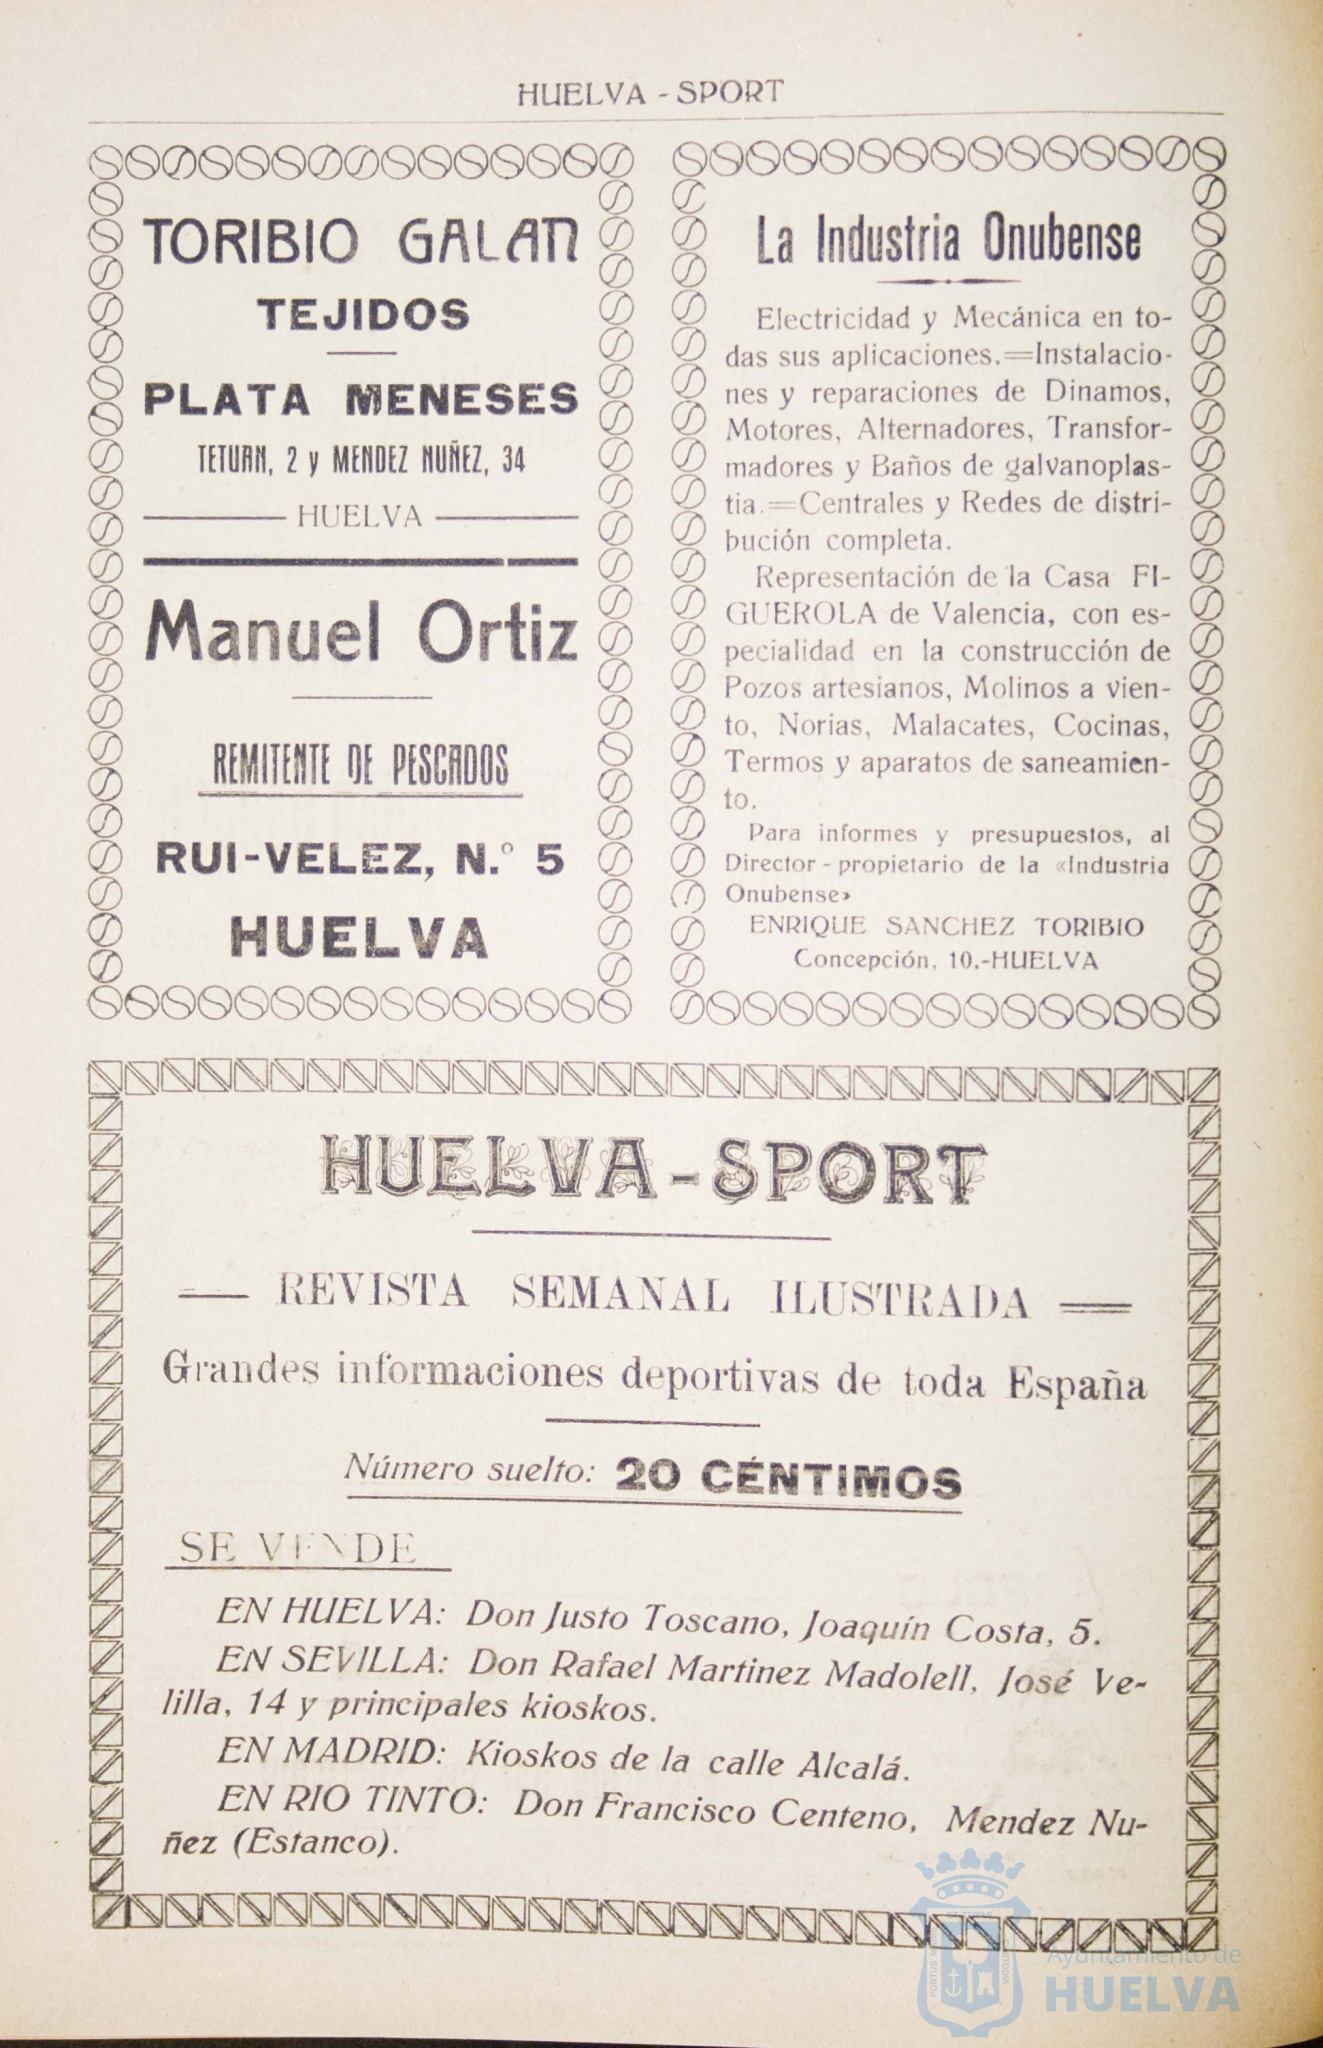 HUELVA - SPORT
TORIBIO GALAN
TEJIDOS
PLATA MENESES
TETUAN, 2 y MENDEZ NUÑEZ, 34
HUELVA
Manuel Ortiz
REMITENTE DE PESCADOS
RUI-VELEZ, N.º 5
HUELVA
La Industria Onubense
Electricidad y Mecánica en to-
das sus aplicaciones.=Instalacio-
nes y reparaciones de Dinamos,
Motores, Alternadores, Transfor-
madores y Baños de galvanoplas-
tia.=Centrales y Redes de distri-
bución completa.
Representación de la Casa FI-
GUEROLA de Valencia, con es-
pecialidad en la construcción de
Pozos artesianos, Molinos a vien-
to, Norias, Malacates, Cocinas,
Termos y aparatos de saneamien-
to.
Para informes y presupuestos, al
Director - propietario de la «Industria
Onubense»
ENRIQUE SANCHEZ TORIBIO
Concepción, 10.-HUELVA
HUELVA-SPORT
REVISTA SEMANAL ILUSTRADA
Grandes informaciones deportivas de toda España
Número suelto: 20 CÉNTIMOS
SE VENDE
EN HUELVA: Don Justo Toscano, Joaquín Costa, 5.
EN SEVILLA: Don Rafael Martinez Madolell, José Ve-
lilla, 14 y principales kioskos.
EN MADRID: Kioskos de la calle Alcalá.
EN RIO TINTO: Don Francisco Centeno, Mendez Nu-
ñez (Estanco).
Ayuntamiento de
HUELVA